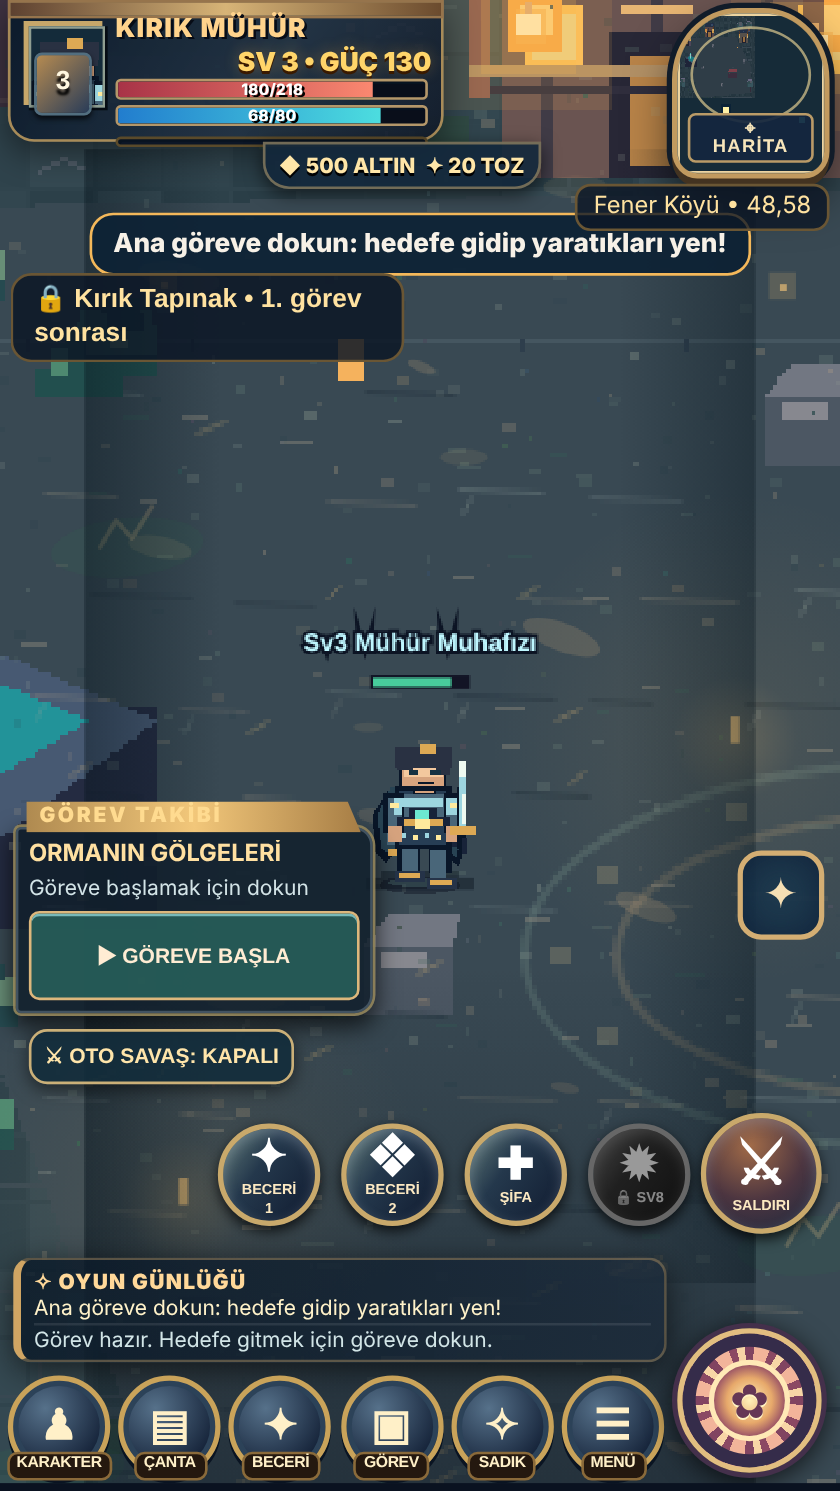 KIRIK MÜHÜR
SV 3 • GÜÇ 130
3
180/218
68/80
◆ 500 ALTIN ✦ 20 TOZ
HARİTA
Fener Köyü • 48,58
Ana göreve dokun: hedefe gidip yaratıkları yen!
🔒 Kırık Tapınak • 1. görev
sonrası
Sv3 Mühür Muhafızı
GÖREV TAKİBİ
ORMANIN GÖLGELERİ
Göreve başlamak için dokun
▶ GÖREVE BAŞLA
⚔ OTO SAVAŞ: KAPALI
BECERİ
1
BECERİ
2
ŞİFA
🔒 SV8
SALDIRI
✧ OYUN GÜNLÜĞÜ
Ana göreve dokun: hedefe gidip yaratıkları yen!
Görev hazır. Hedefe gitmek için göreve dokun.
KARAKTER
ÇANTA
BECERİ
GÖREV
SADIK
MENÜ